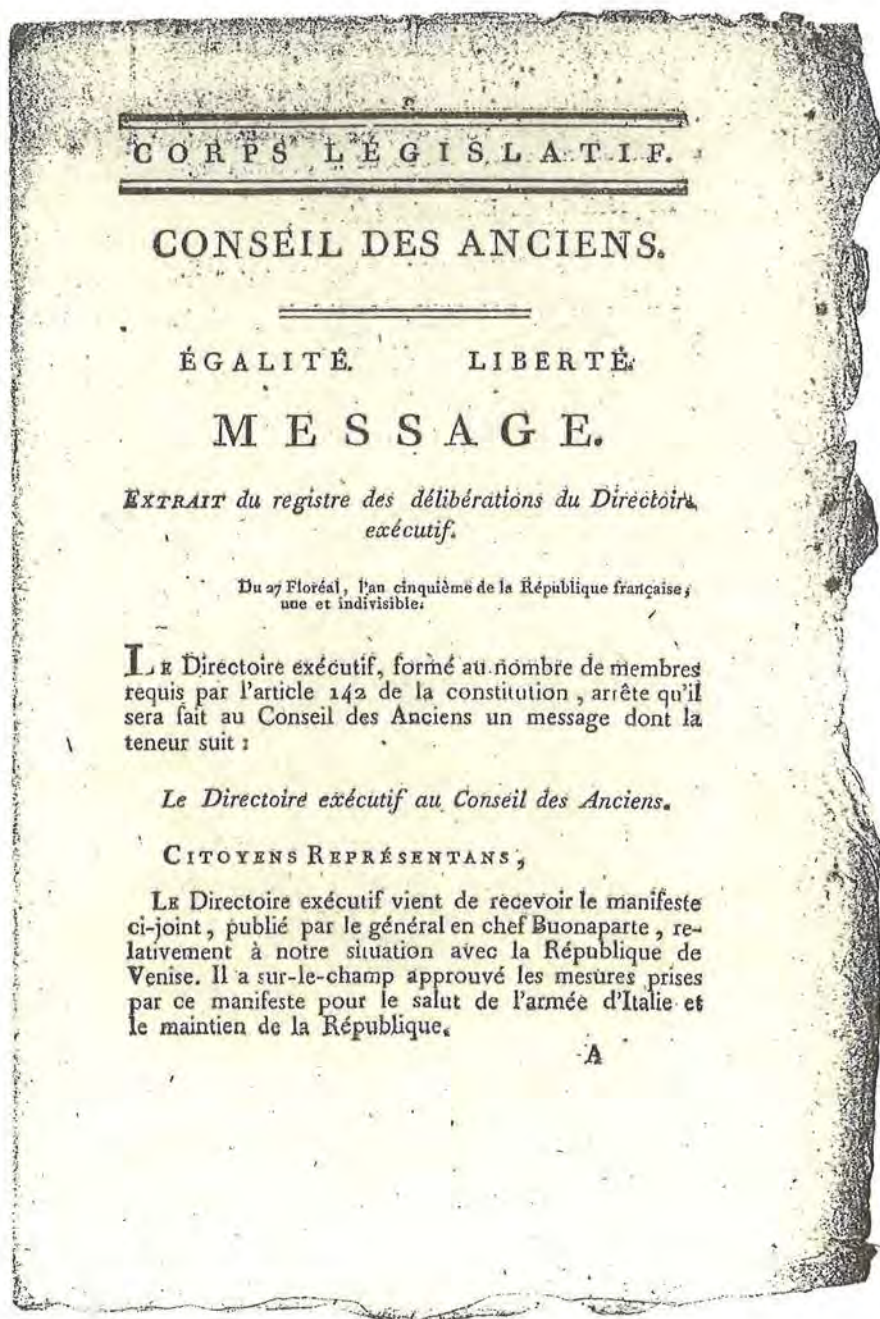 CORPS LÉGISLATIF.
CONSEIL DES ANCIENS.
ÉGALITÉ. LIBERTÉ.
MESSAGE.
EXTRAIT du registre des délibérations du Directoire
exécutif.
Du 27 Floréal, l'an cinquième de la République française,
une et indivisible.
LE Directoire exécutif, formé au nombre de membres
requis par l'article 142 de la constitution, arrête qu'il
sera fait au Conseil des Anciens un message dont la
teneur suit :
Le Directoire exécutif au Conseil des Anciens.
CITOYENS REPRÉSENTANS,
LE Directoire exécutif vient de recevoir le manifeste
ci-joint, publié par le général en chef Buonaparte, re-
lativement à notre situation avec la République de
Venise. Il a sur-le-champ approuvé les mesures prises
par ce manifeste pour le salut de l'armée d'Italie et
le maintien de la République.
A